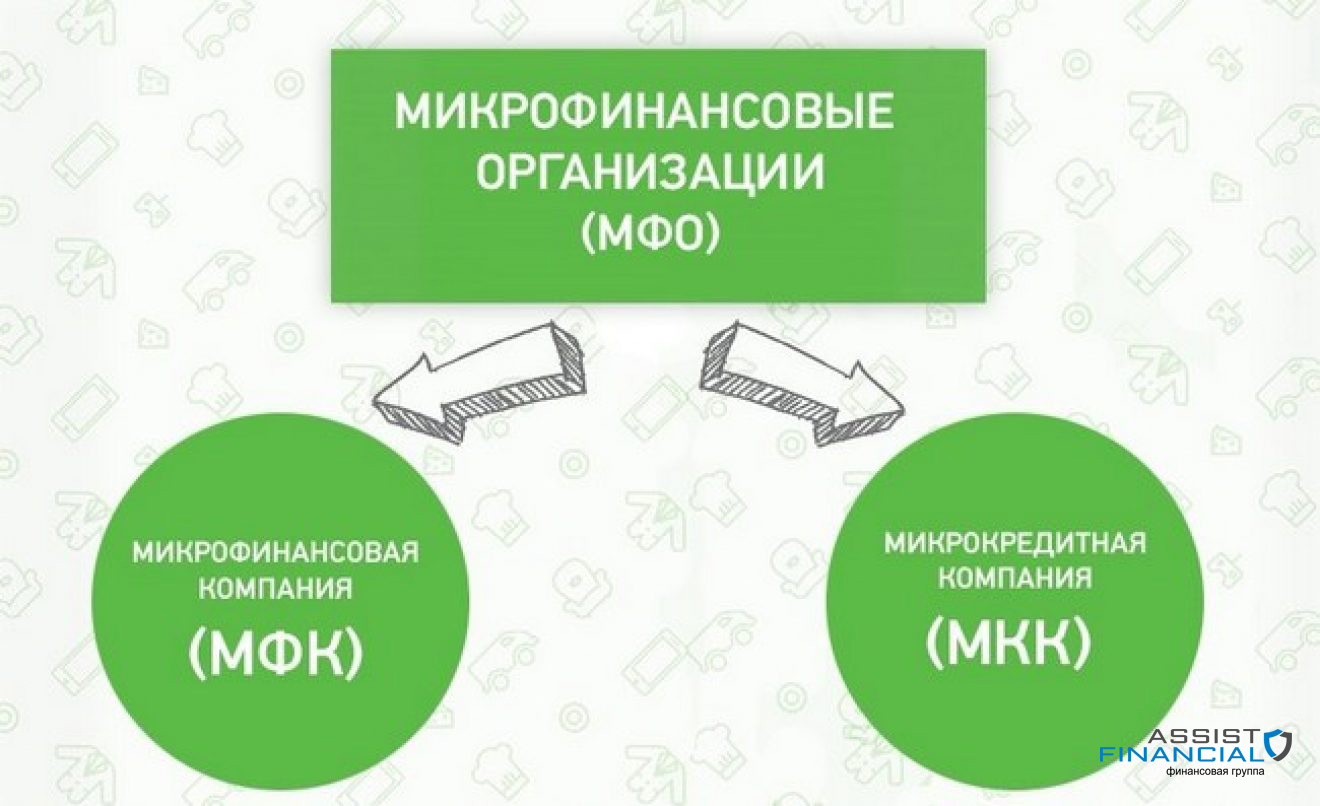 МИКРОФИНАНСОВЫЕ
ОРГАНИЗАЦИИ
(МФО)
МИКРОФИНАНСОВАЯ
КОМПАНИЯ
(МФК)
МИКРОКРЕДИТНАЯ
КОМПАНИЯ
(МКК)
ASSIST
FINANCIAL
финансовая группа